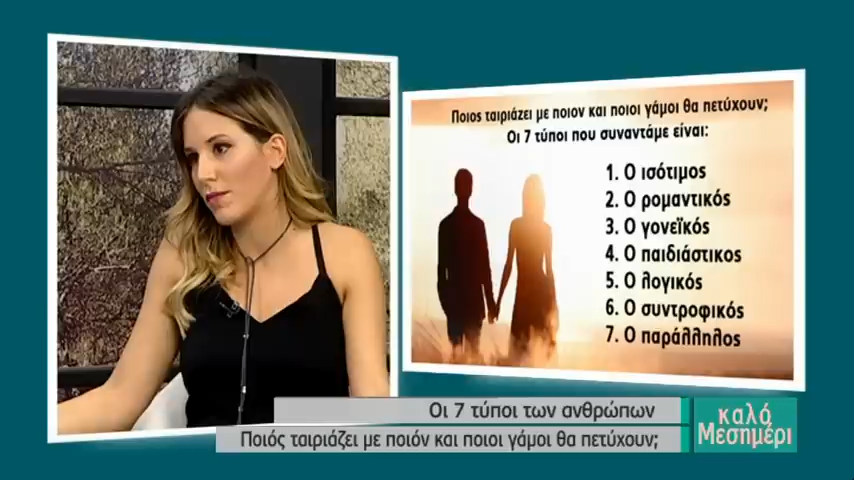 Ποιος ταιριάζει με ποιον και ποιοι γάμοι θα πετύχουν;
Οι 7 τύποι που συναντάμε είναι:
1. Ο ισότιμος
2. Ο ρομαντικός
3. Ο γονεϊκός
4. Ο παιδιάστικος
5. Ο λογικός
6. Ο συντροφικός
7. Ο παράλληλος
Οι 7 τύποι των ανθρώπων
Ποιός ταιριάζει με ποιόν και ποιοι γάμοι θα πετύχουν;
καλό
Μεσημέρι